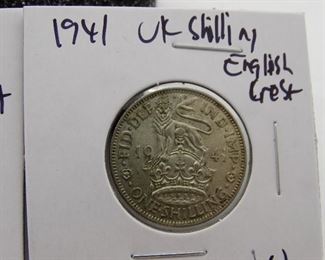 1941 UK Shilling
English
Crest
FID:DEF IND:IMP
19 41
ONE·SHILLING